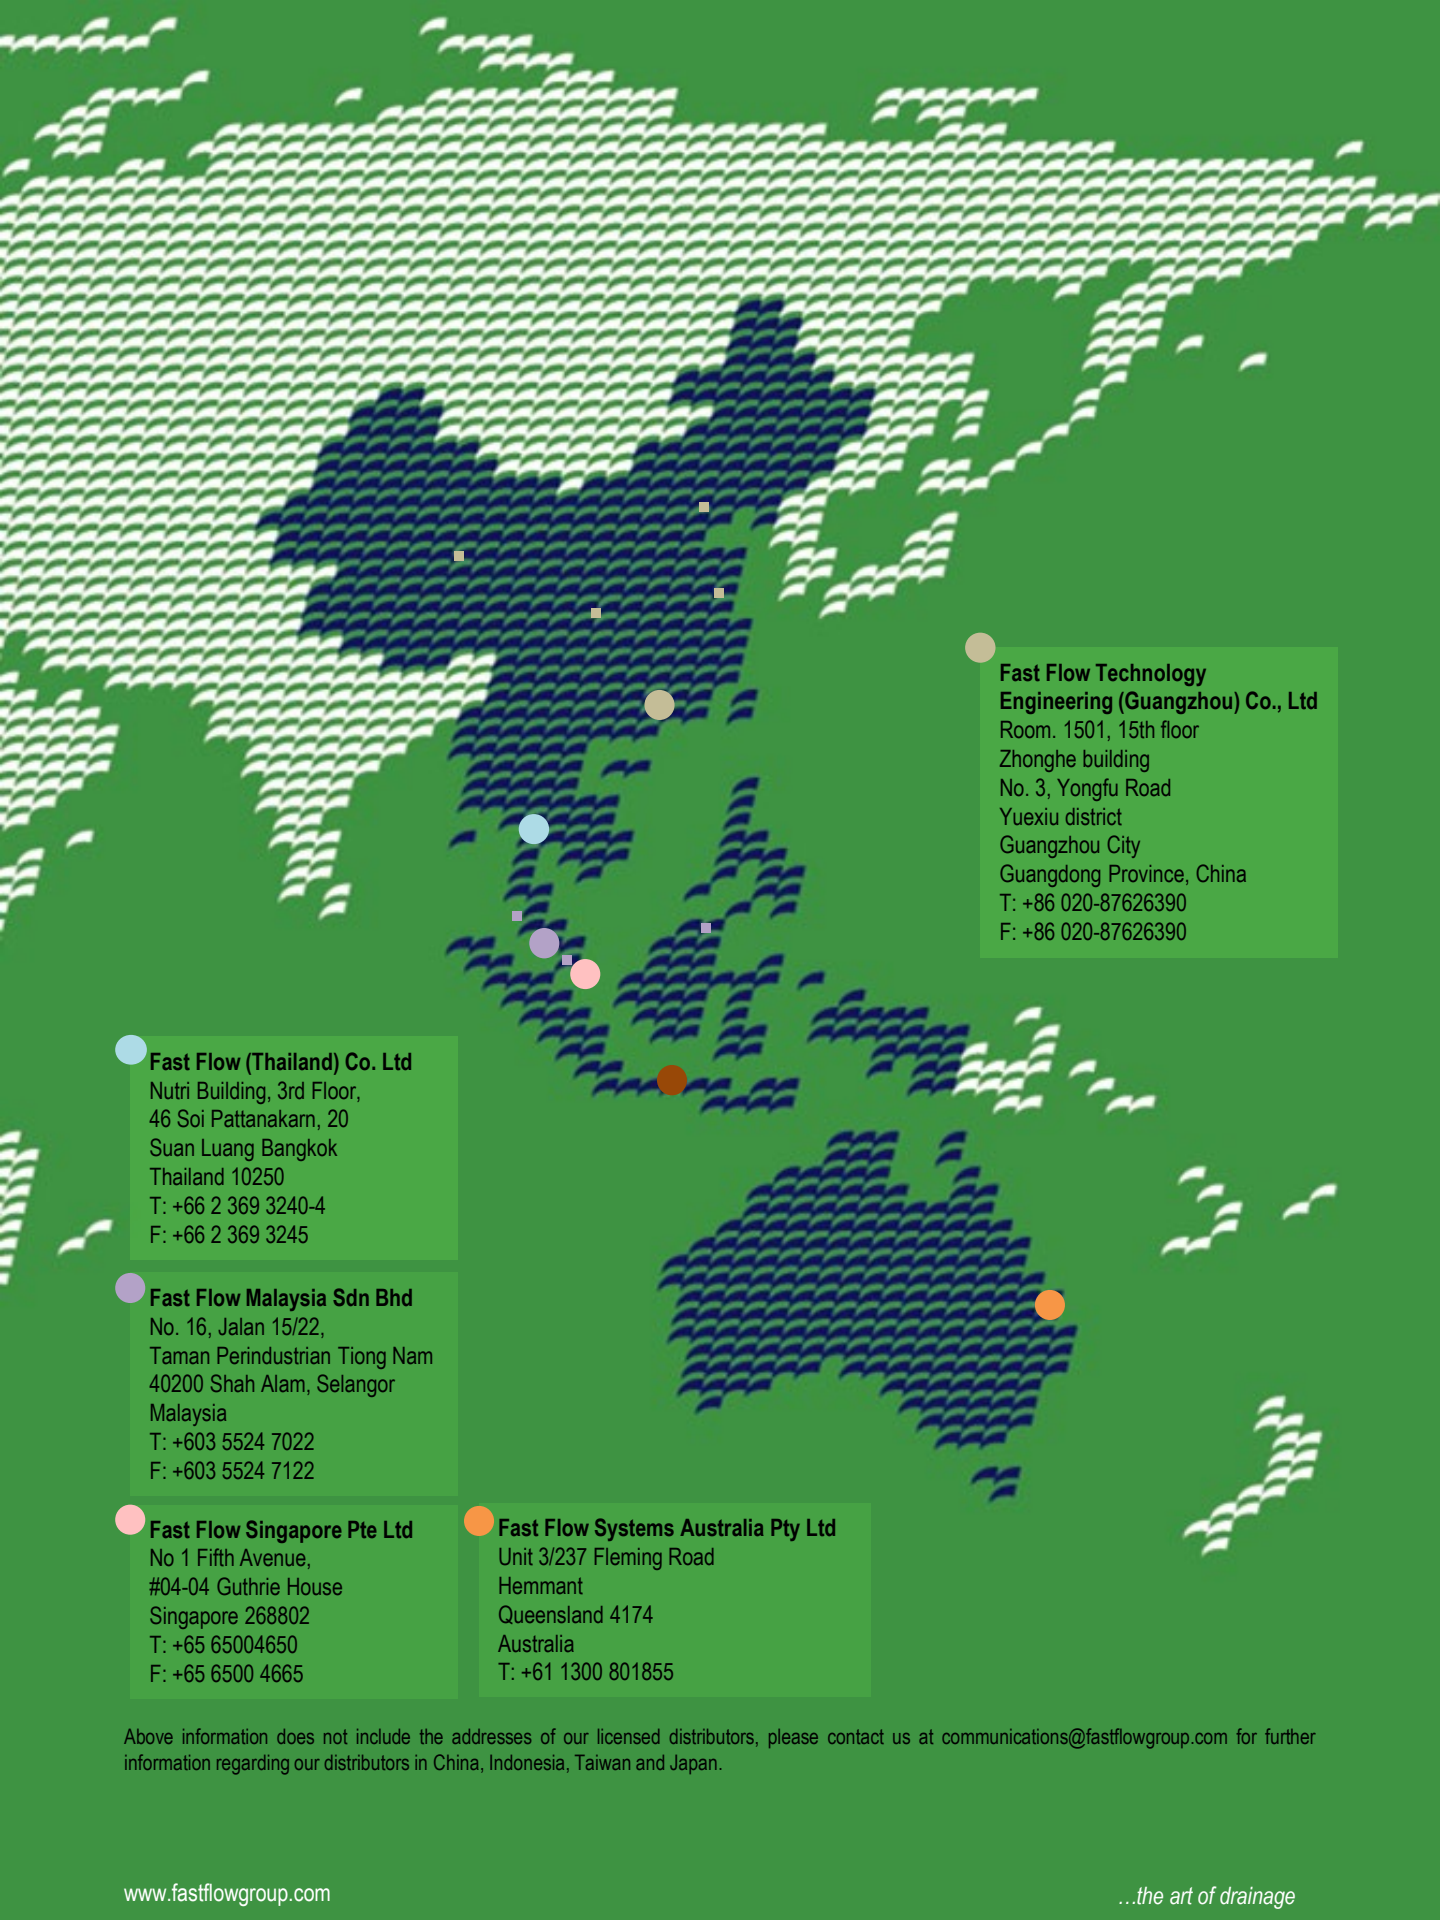 Fast Flow Technology
Engineering (Guangzhou) Co., Ltd
Room. 1501, 15th floor
Zhonghe building
No. 3, Yongfu Road
Yuexiu district
Guangzhou City
Guangdong Province, China
T: +86 020-87626390
F: +86 020-87626390
Fast Flow (Thailand) Co. Ltd
Nutri Building, 3rd Floor,
46 Soi Pattanakarn, 20
Suan Luang Bangkok
Thailand 10250
T: +66 2 369 3240-4
F: +66 2 369 3245
Fast Flow Malaysia Sdn Bhd
No. 16, Jalan 15/22,
Taman Perindustrian Tiong Nam
40200 Shah Alam, Selangor
Malaysia
T: +603 5524 7022
F: +603 5524 7122
Fast Flow Singapore Pte Ltd
No 1 Fifth Avenue,
#04-04 Guthrie House
Singapore 268802
T: +65 65004650
F: +65 6500 4665
Fast Flow Systems Australia Pty Ltd
Unit 3/237 Fleming Road
Hemmant
Queensland 4174
Australia
T: +61 1300 801855
Above information does not include the addresses of our licensed distributors, please contact us at communications@fastflowgroup.com for further
information regarding our distributors in China, Indonesia, Taiwan and Japan.
www.fastflowgroup.com
…the art of drainage